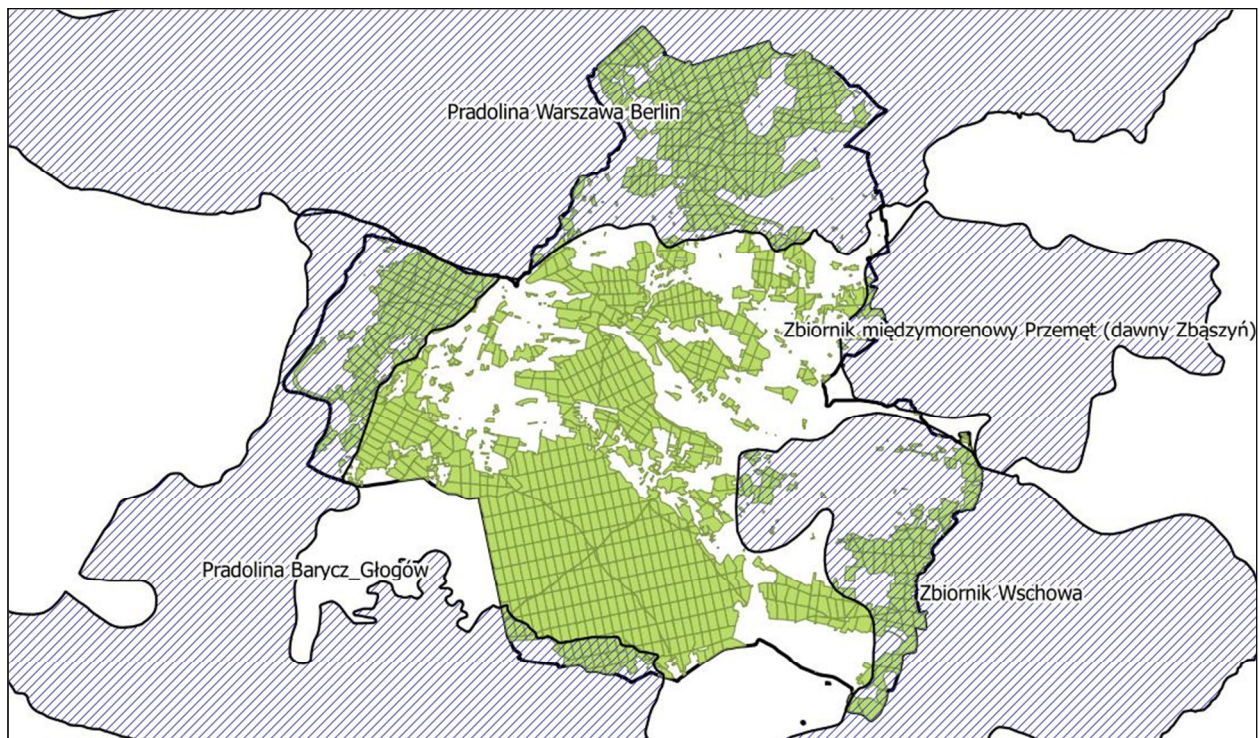 Pradolina Warszawa Berlin
Zbiornik międzymorenowy Przemęt (dawny Zbąszyń)
Pradolina Barycz_Głogów
Zbiornik Wschowa